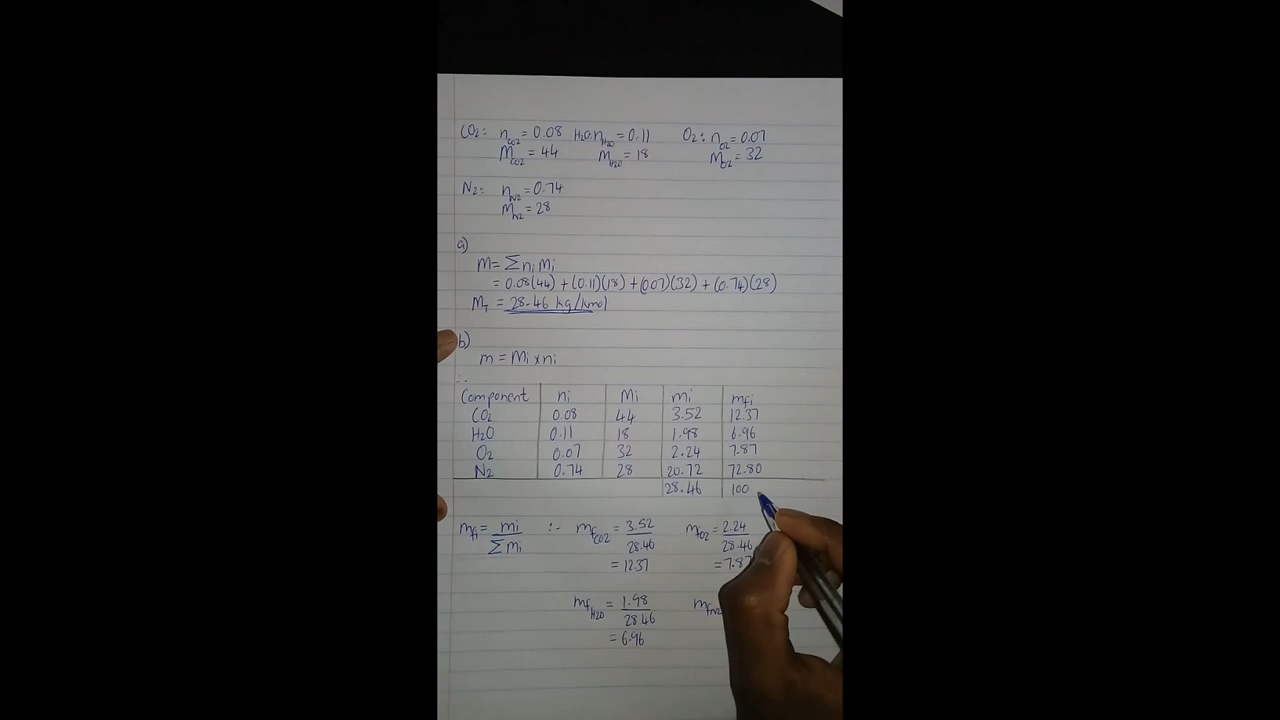 CO2: nCO2 = 0.08 H2O: nH2O = 0.11 O2: nO2 = 0.07
MCO2 = 44 MH2O = 18 MO2 = 32
N2: nN2 = 0.74
MN2 = 28
a)
M = ∑ni Mi
= 0.08(44) + (0.11)(18) + (0.07)(32) + (0.74)(28)
MT = 28.46 kg/kmol
b)
m = Mi x ni
∴
Component ni Mi mi mfi
CO2 0.08 44 3.52 12.37
H2O 0.11 18 1.98 6.96
O2 0.07 32 2.24 7.87
N2 0.74 28 20.72 72.80
28.46 100
mfi = mi :- mfCO2 = 3.52 mfO2 = 2.24
∑mi 28.46 28.46
= 12.37 = 7.87
mfH2O = 1.98 mfN2
28.46
= 6.96